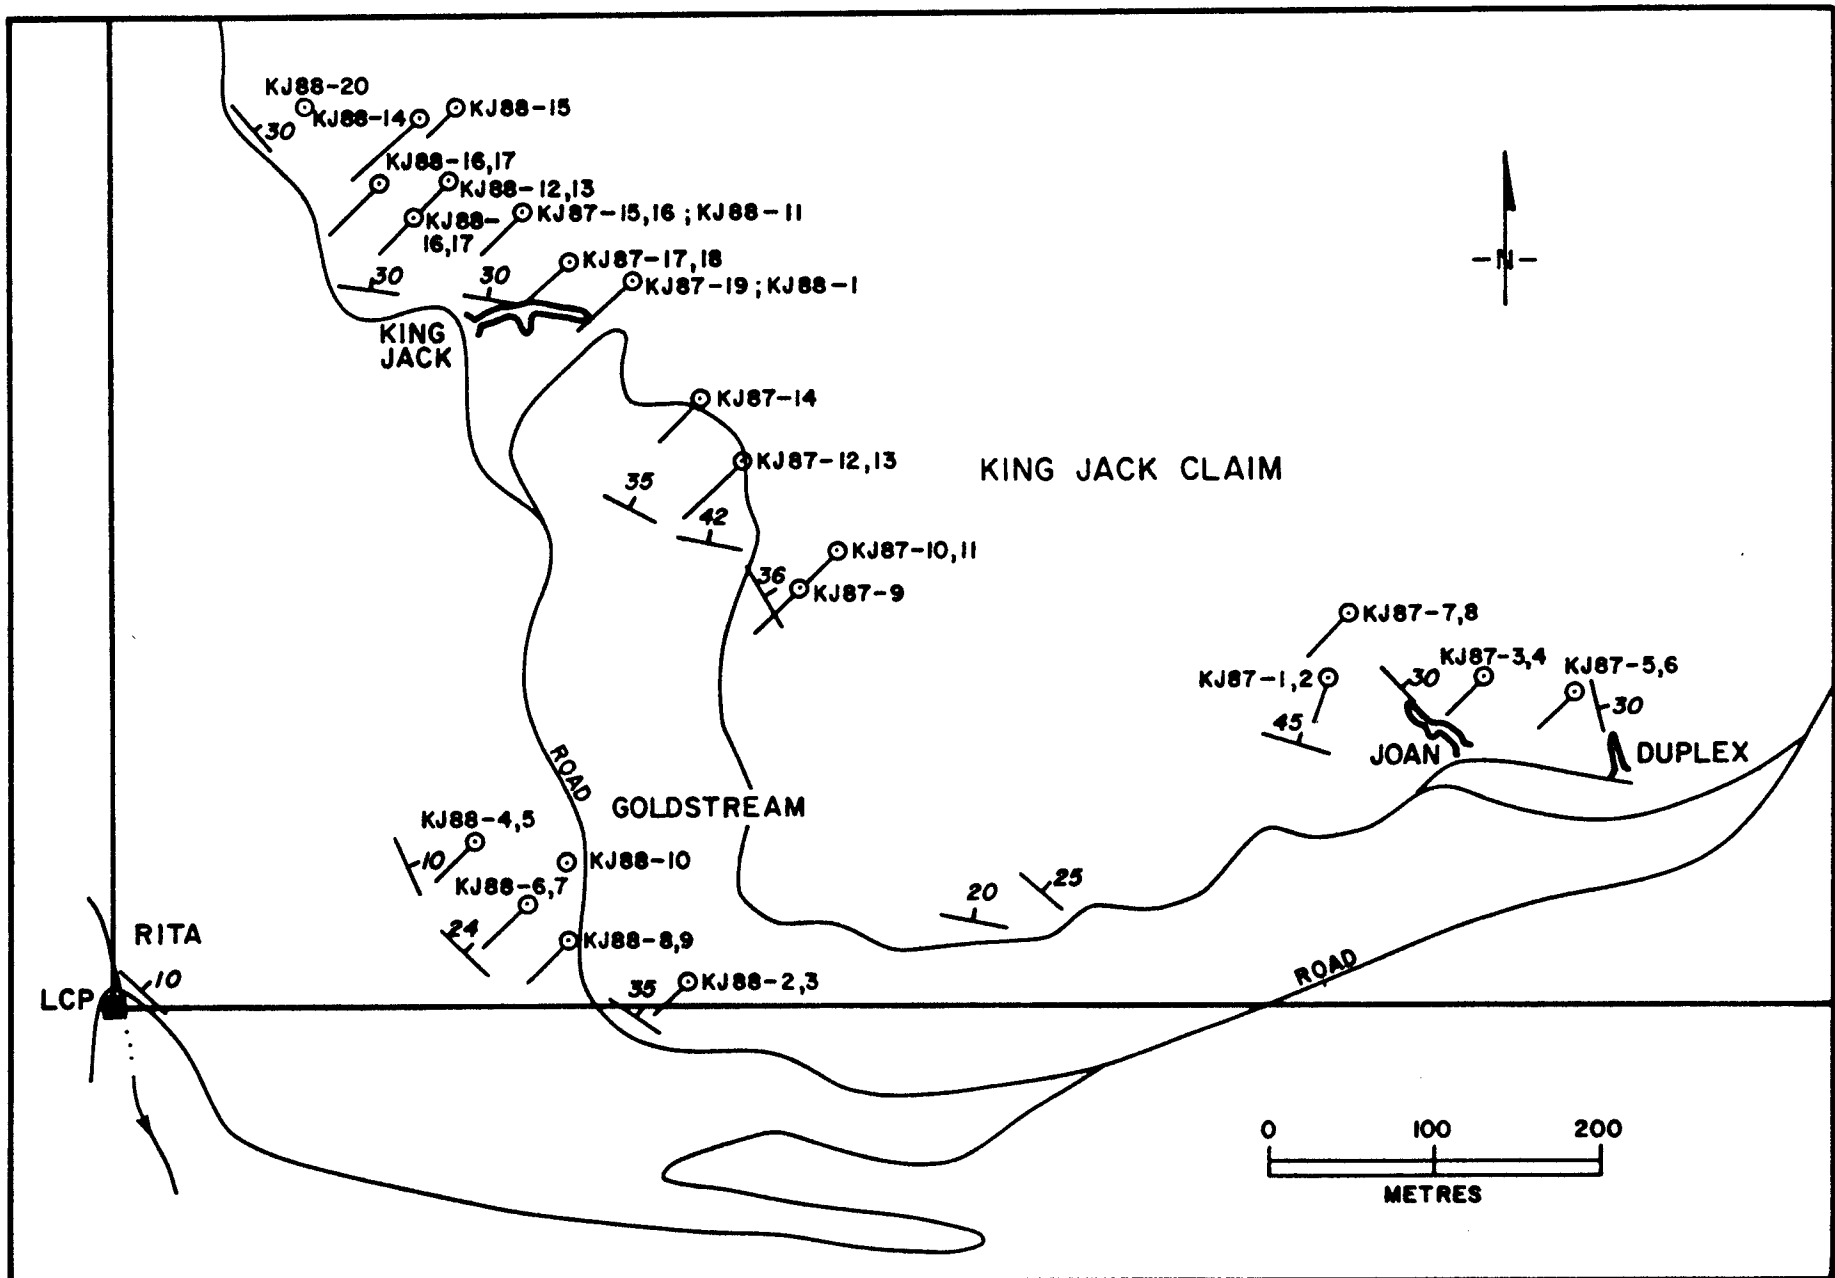 KJ88-20
KJ88-14
KJ88-15
30
KJ88-16,17
KJ88-12,13
KJ88-
16,17
KJ87-15,16 ; KJ88-11
KJ87-17,18
30
30
KJ87-19 ; KJ88-1
-N-
KING
JACK
KJ87-14
KJ87-12,13
KING JACK CLAIM
35
42
KJ87-10,11
36
KJ87-9
KJ87-7,8
KJ87-1,2
30
KJ87-3,4
KJ87-5,6
30
45
JOAN
DUPLEX
ROAD
GOLDSTREAM
KJ88-4,5
10
KJ88-10
KJ88-6,7
20
25
24
RITA
KJ88-8,9
10
KJ88-2,3
35
ROAD
LCP
0 100 200
METRES